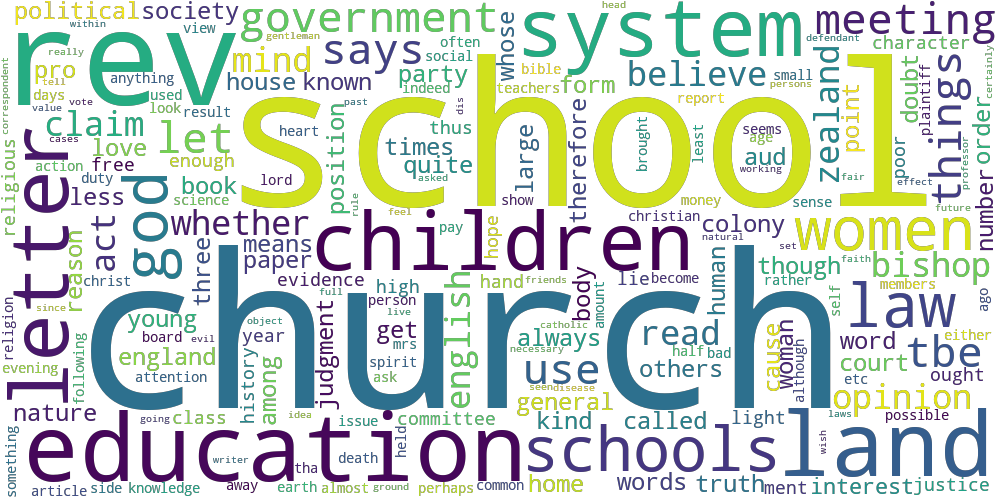 political
society
government
system
meeting
within
view
gentleman
says
whose
head
often
social
believe
defendant
character
rev
mind
pro
anything
house
known
party
indeed
bible
teachers
form
small
persons
doubt
plaintiff
things
certainly
correspondent
tell
really
days
used
value
vote
look
result
claim
cases
heart
past
dis
report
zealand
point
let
position
thus
times
quite
large
therefore
brought
least
seems
age
aud
working
poor
order
number
professor
religious
love
free
enough
action
duty
science
lord
asked
show
school
money
sense
fair
effect
future
letter
less
book
rule
feel
christian
colony
natural
set
women
god
act
whether
children
pay
hope
means
paper
reason
christ
three
evidence
high
hand
lie
become
human
though
rather
faith
bishop
members
religion
since
young
judgment
full
person
live
english
friends
body
amount
self
law
ago
church
object
mrs
get
catholic
always
read
cause
woman
word
either
following
board
evil
year
spirit
necessary
half
bad
although
court
tbe
evening
england
attention
history
among
ask
seen
disease
use
others
etc
ought
nature
going
class
idea
issue
committee
general
opinion
land
kind
called
light
possible
laws
something
education
held
schools
wish
writer
tha
death
words
truth
ment
interest
justice
article
side
knowledge
away
earth
almost
ground
perhaps
common
home